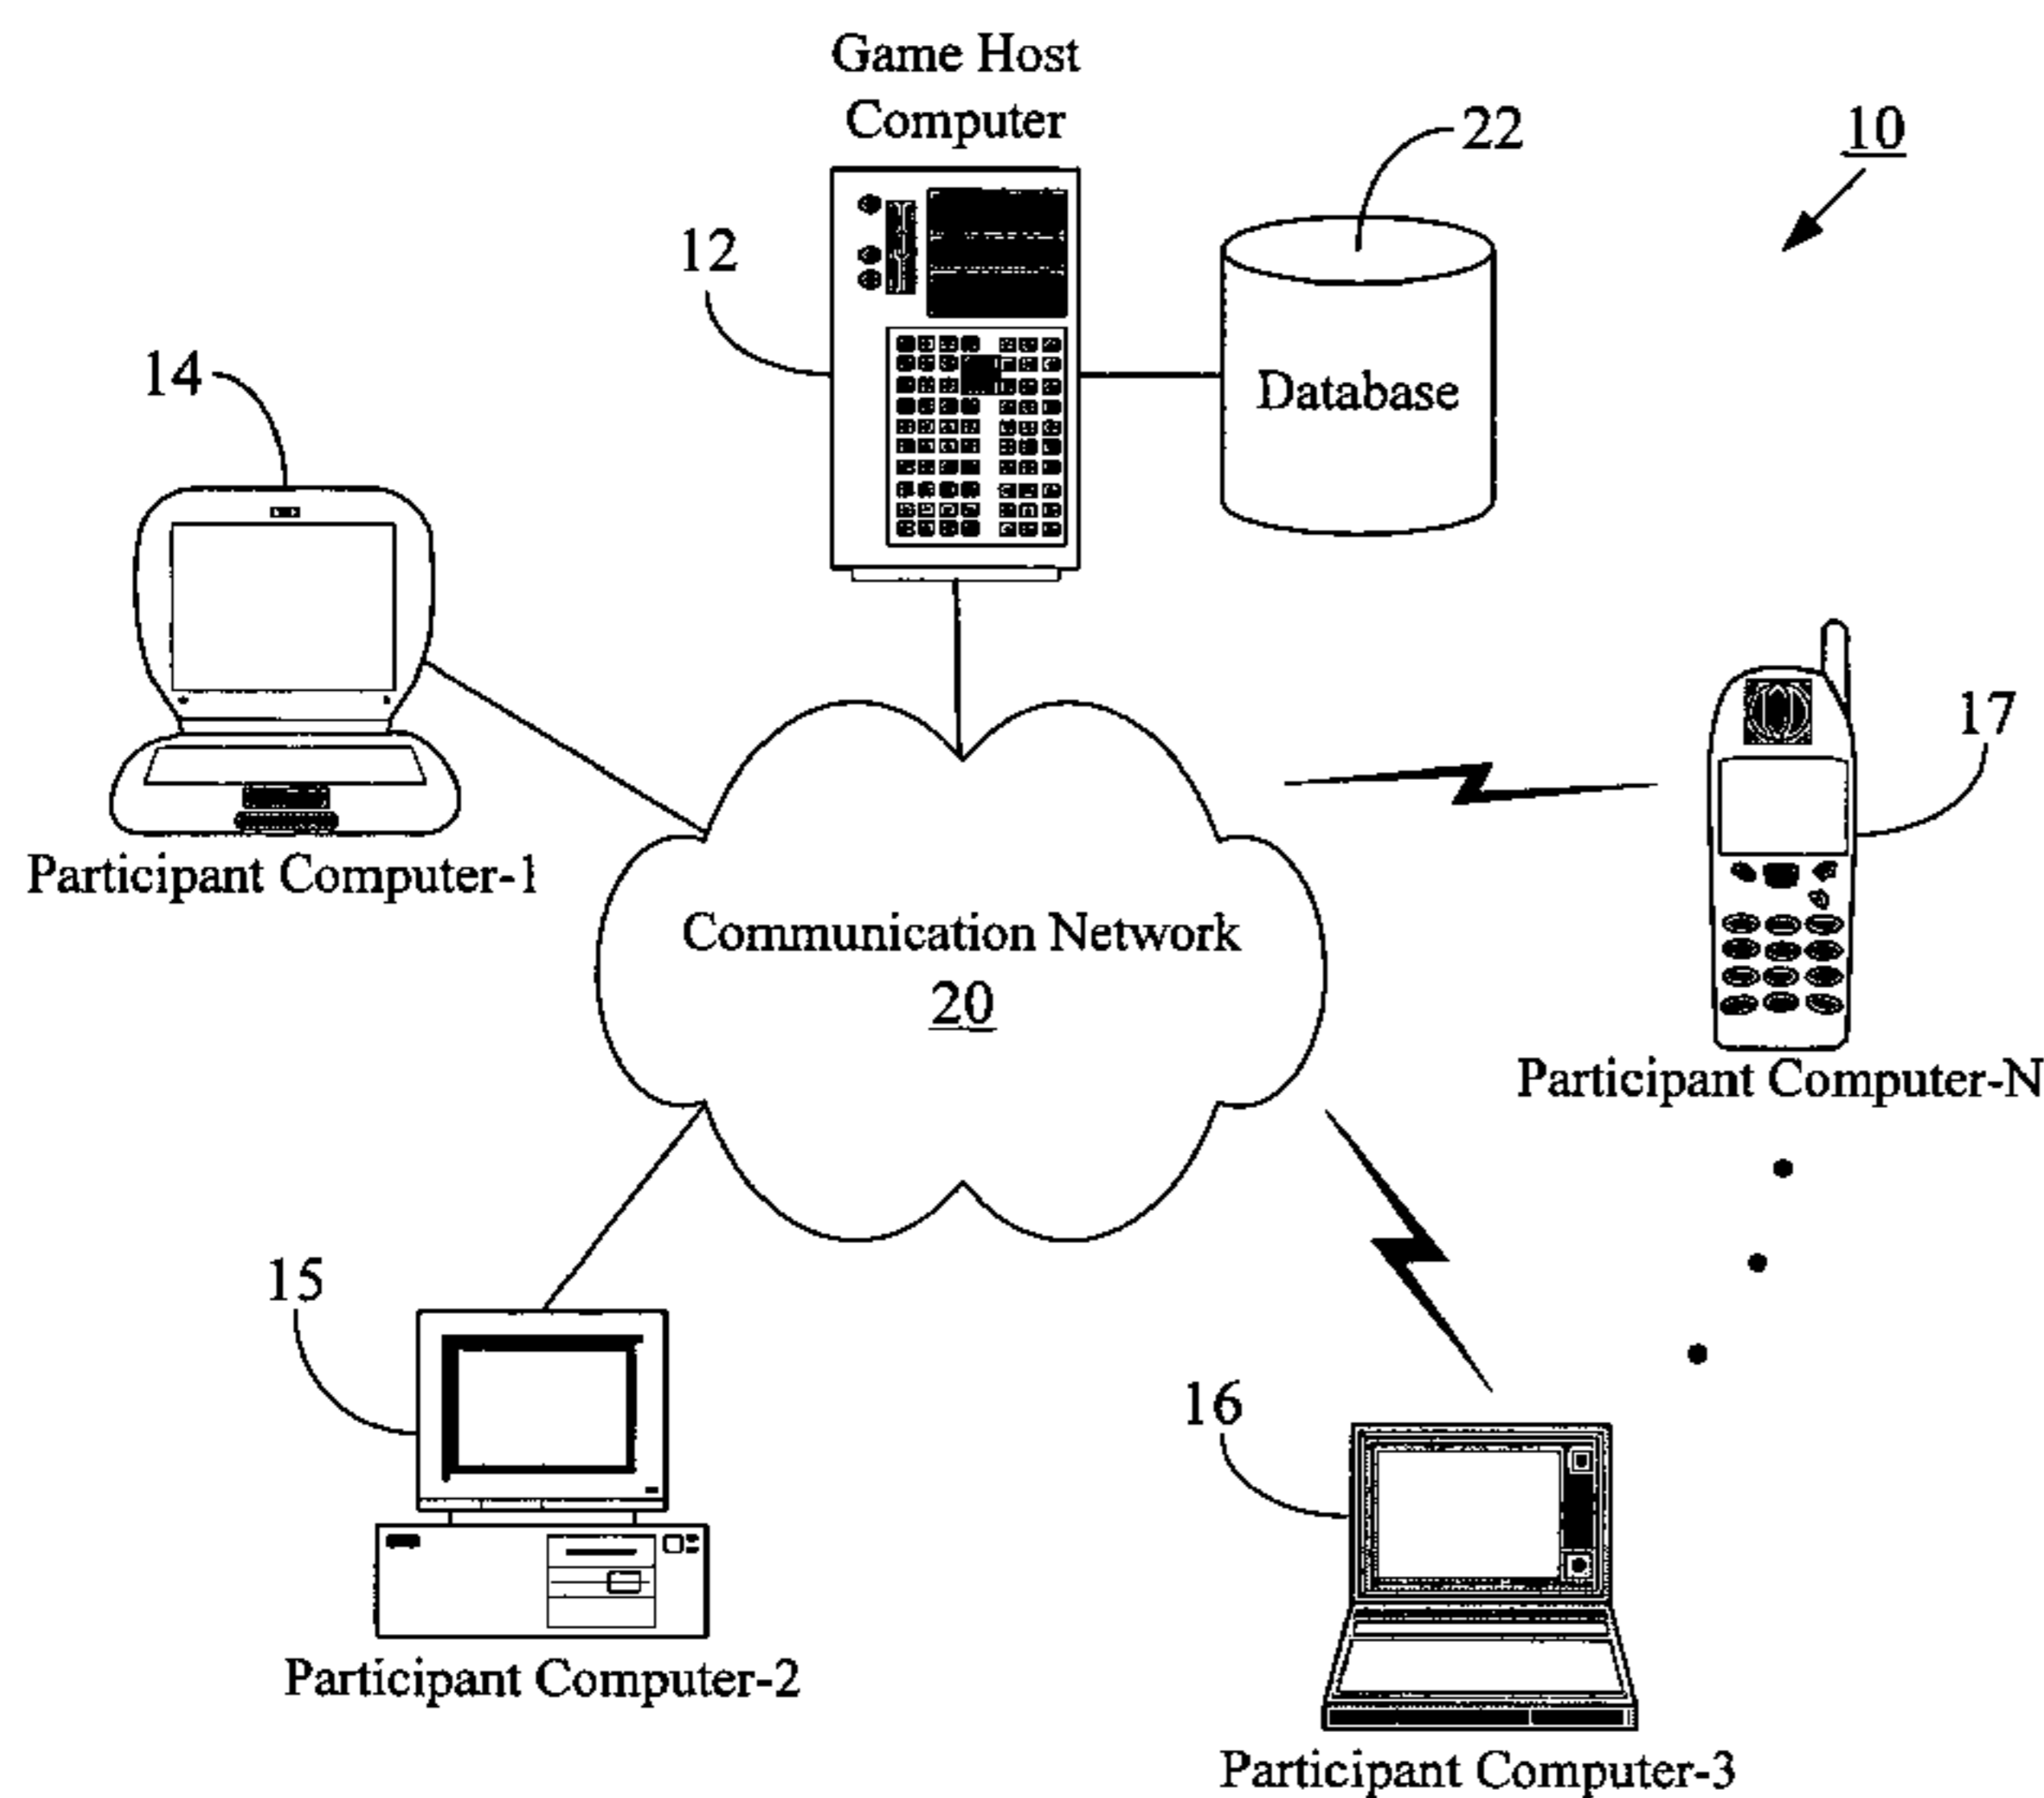 Game Host
Computer
22
10
12
Database
14
17
Participant Computer-1
Communication Network
20
Participant Computer-N
15
16
Participant Computer-2
Participant Computer-3